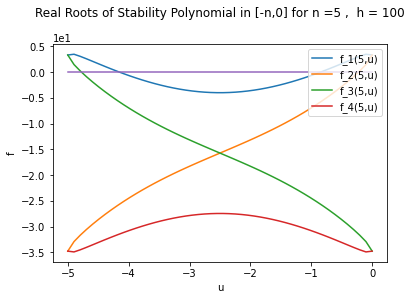 Real Roots of Stability Polynomial in [-n,0] for n =5 ,  h = 100
1e1
0.5
0.0
−0.5
−1.0
−1.5
−2.0
−2.5
−3.0
−3.5
f
f_1(5,u)
f_2(5,u)
f_3(5,u)
f_4(5,u)
−5
−4
−3
−2
−1
0
u